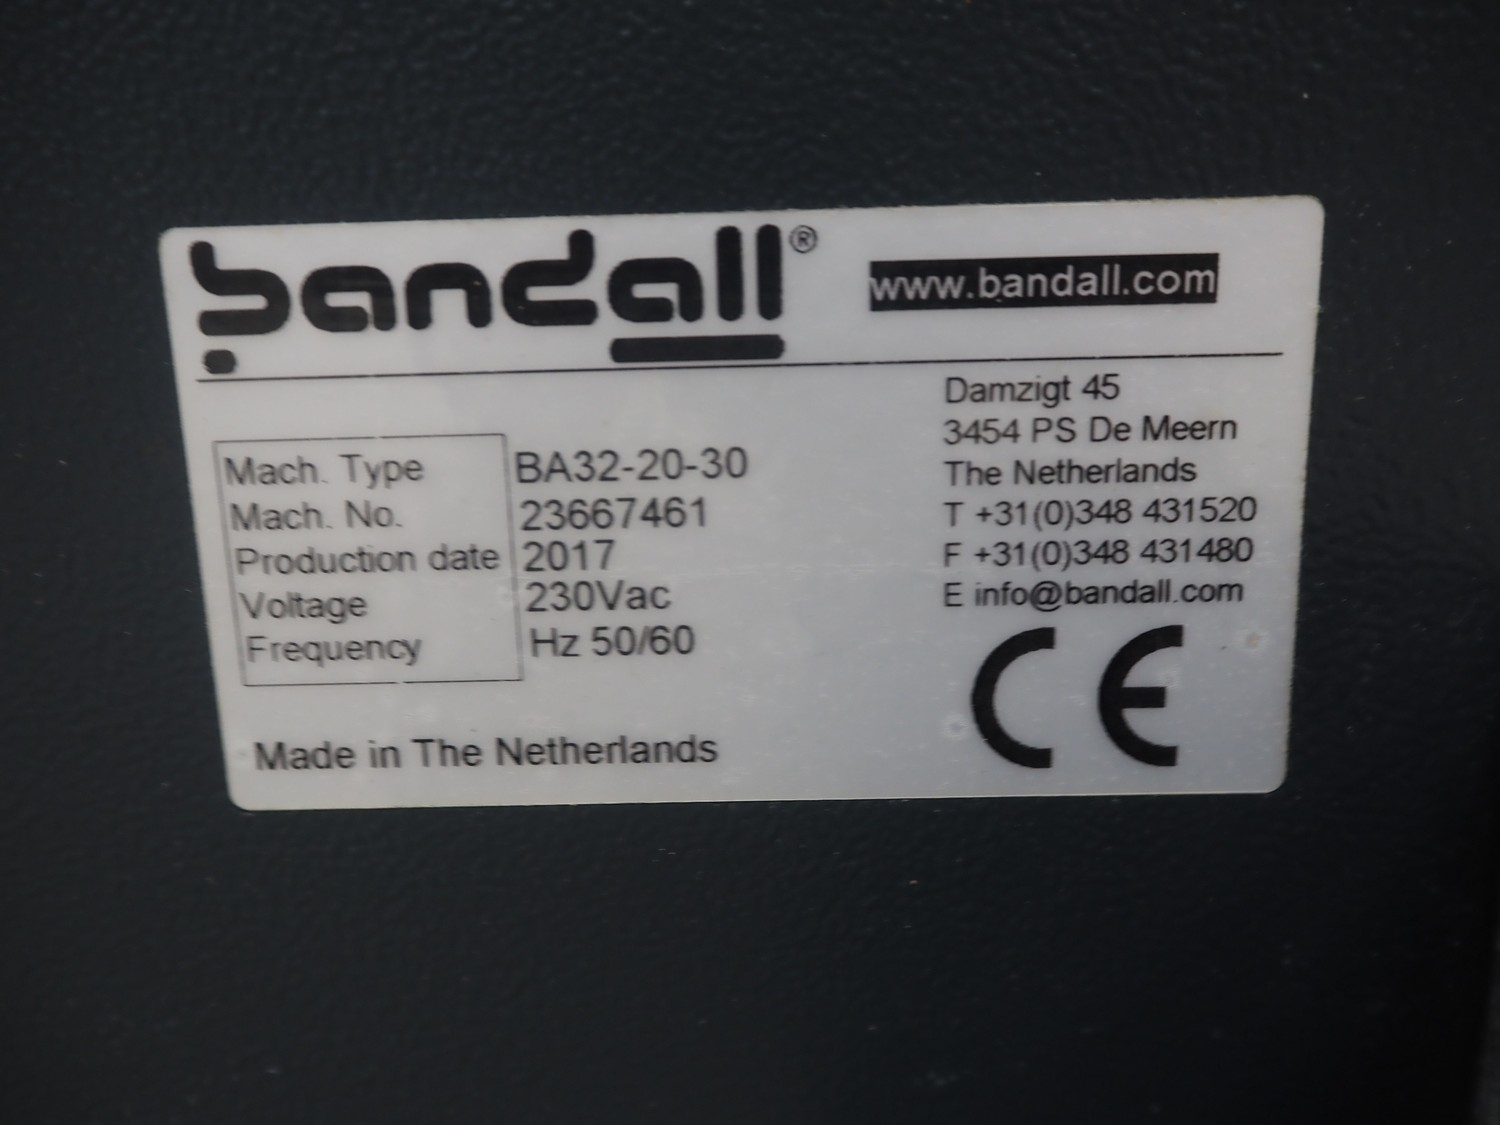 bandall®
www.bandall.com
Damzigt 45
3454 PS De Meern
The Netherlands
T +31(0)348 431520
F +31(0)348 431480
E info@bandall.com
Mach. Type BA32-20-30
Mach. No. 23667461
Production date 2017
Voltage 230Vac
Frequency Hz 50/60
Made in The Netherlands
CE